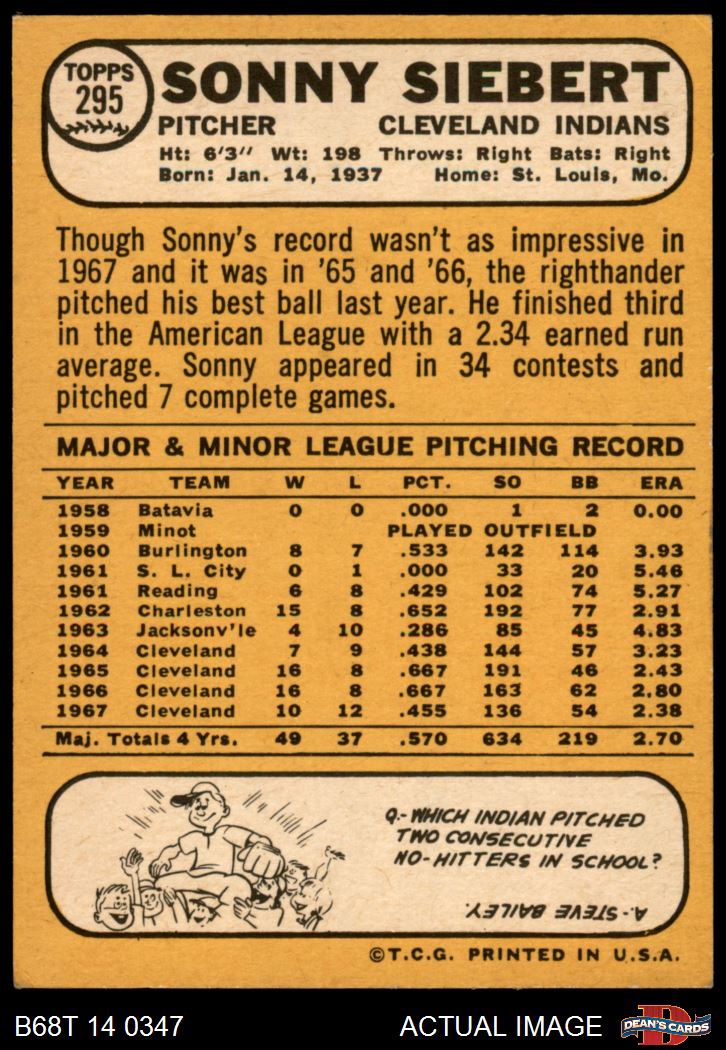 TOPPS
295
SONNY SIEBERT
PITCHER CLEVELAND INDIANS
Ht: 6'3" Wt: 198 Throws: Right Bats: Right
Born: Jan. 14, 1937 Home: St. Louis, Mo.
Though Sonny's record wasn't as impressive in
1967 and it was in '65 and '66, the righthander
pitched his best ball last year. He finished third
in the American League with a 2.34 earned run
average. Sonny appeared in 34 contests and
pitched 7 complete games.
MAJOR & MINOR LEAGUE PITCHING RECORD
YEAR TEAM W L PCT. SO BB ERA
1958 Batavia 0 0 .000 1 2 0.00
1959 Minot PLAYED OUTFIELD
1960 Burlington 8 7 .533 142 114 3.93
1961 S. L. City 0 1 .000 33 20 5.46
1961 Reading 6 8 .429 102 74 5.27
1962 Charleston 15 8 .652 192 77 2.91
1963 Jacksonv'le 4 10 .286 85 45 4.83
1964 Cleveland 7 9 .438 144 57 3.23
1965 Cleveland 16 8 .667 191 46 2.43
1966 Cleveland 16 8 .667 163 62 2.80
1967 Cleveland 10 12 .455 136 54 2.38
Maj. Totals 4 Yrs. 49 37 .570 634 219 2.70
Q.- WHICH INDIAN PITCHED
TWO CONSECUTIVE
NO-HITTERS IN SCHOOL?
A.- STEVE BAILEY.
©T.C.G. PRINTED IN U.S.A.
B68T 14 0347 ACTUAL IMAGE
D
DEAN'S CARDS